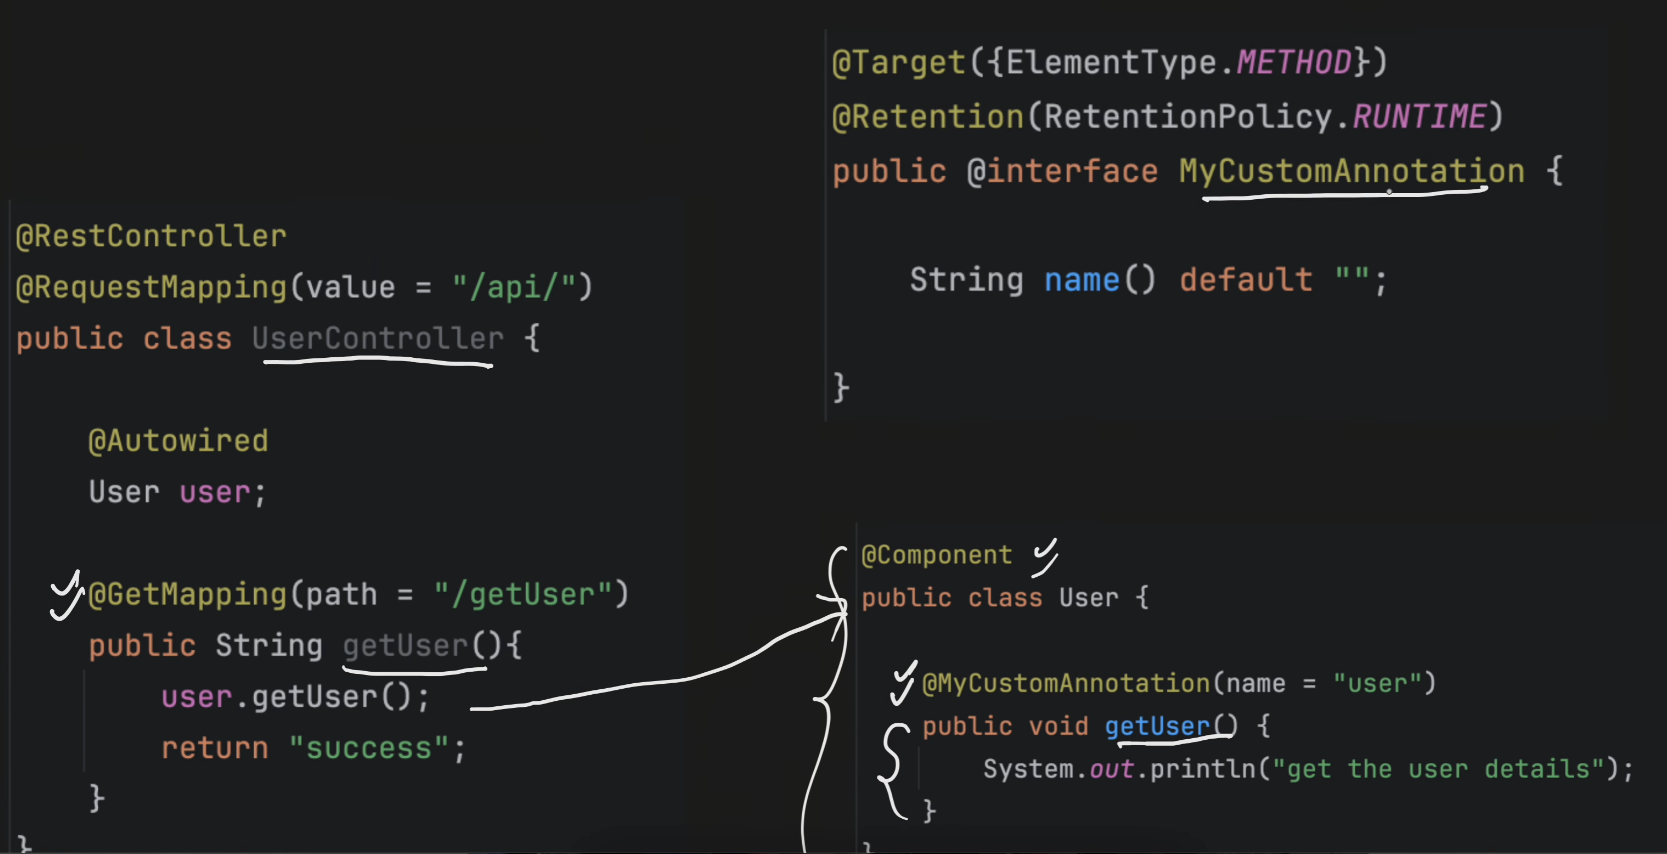 @Target({ElementType.METHOD})
@Retention(RetentionPolicy.RUNTIME)
public @interface MyCustomAnnotation {
String name() default "";
}
@RestController
@RequestMapping(value = "/api/")
public class UserController {
@Autowired
User user;
@GetMapping(path = "/getUser")
public String getUser(){
user.getUser();
return "success";
}
}
@Component
public class User {
@MyCustomAnnotation(name = "user")
public void getUser() {
System.out.println("get the user details");
}
}